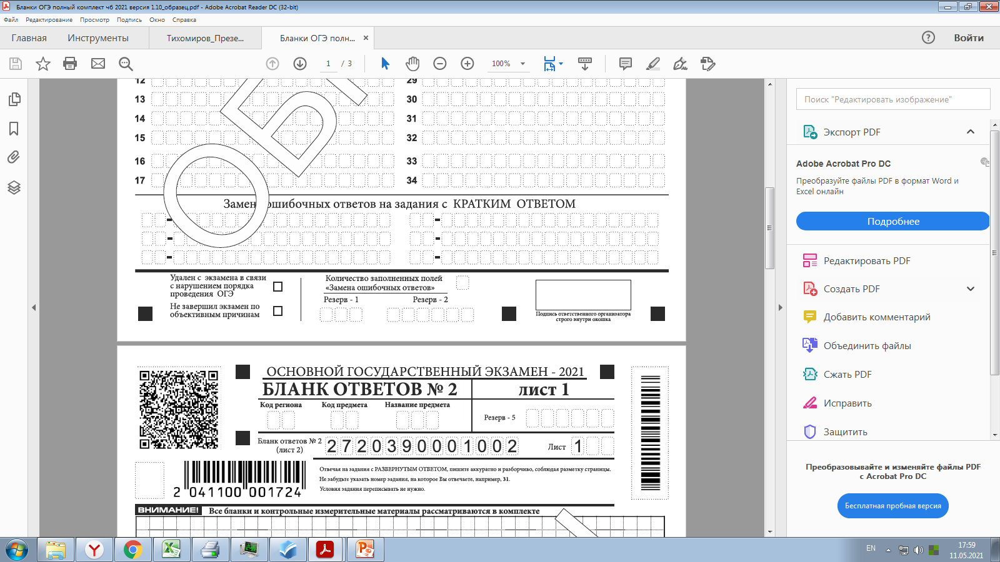 Бланки ОГЭ полный комплект чб 2021 версия 1.10_образец.pdf - Adobe Acrobat Reader DC (32-bit)
Файл Редактирование Просмотр Подпись Окно Справка
Главная Инструменты Тихомиров_Презе... Бланки ОГЭ полн... × Войти
1 / 3 100%
12 29
13 30
14 31
15 32
16 33
17 34
ОБ
Замен ошибочных ответов на задания с КРАТКИМ ОТВЕТОМ
Удален с экзамена в связи
с нарушением порядка
проведения ОГЭ
Не завершил экзамен по
объективным причинам
Количество заполненных полей
«Замена ошибочных ответов»
Резерв - 1 Резерв - 2
Подпись ответственного организатора
строго внутри окошка
ОСНОВНОЙ ГОСУДАРСТВЕННЫЙ ЭКЗАМЕН - 2021
БЛАНК ОТВЕТОВ № 2 лист 1
Код региона Код предмета Название предмета
Резерв - 5
Бланк ответов № 2
(лист 2)
2720390001002 Лист 1
Отвечая на задания с РАЗВЕРНУТЫМ ОТВЕТОМ, пишите аккуратно и разборчиво, соблюдая разметку страницы.
Не забудьте указать номер задания, на которое Вы отвечаете, например, 31.
Условия задания переписывать не нужно.
2 041100 001724
ВНИМАНИЕ! Все бланки и контрольные измерительные материалы рассматриваются в комплекте
Поиск "Редактировать изображение"
Экспорт PDF
Adobe Acrobat Pro DC
Преобразуйте файлы PDF в формат Word и
Excel онлайн
Подробнее
Редактировать PDF
Создать PDF
Добавить комментарий
Объединить файлы
Сжать PDF
Исправить
Защитить
Преобразовывайте и изменяйте файлы PDF
с Acrobat Pro DC
Бесплатная пробная версия
EN 17:59
11.05.2021